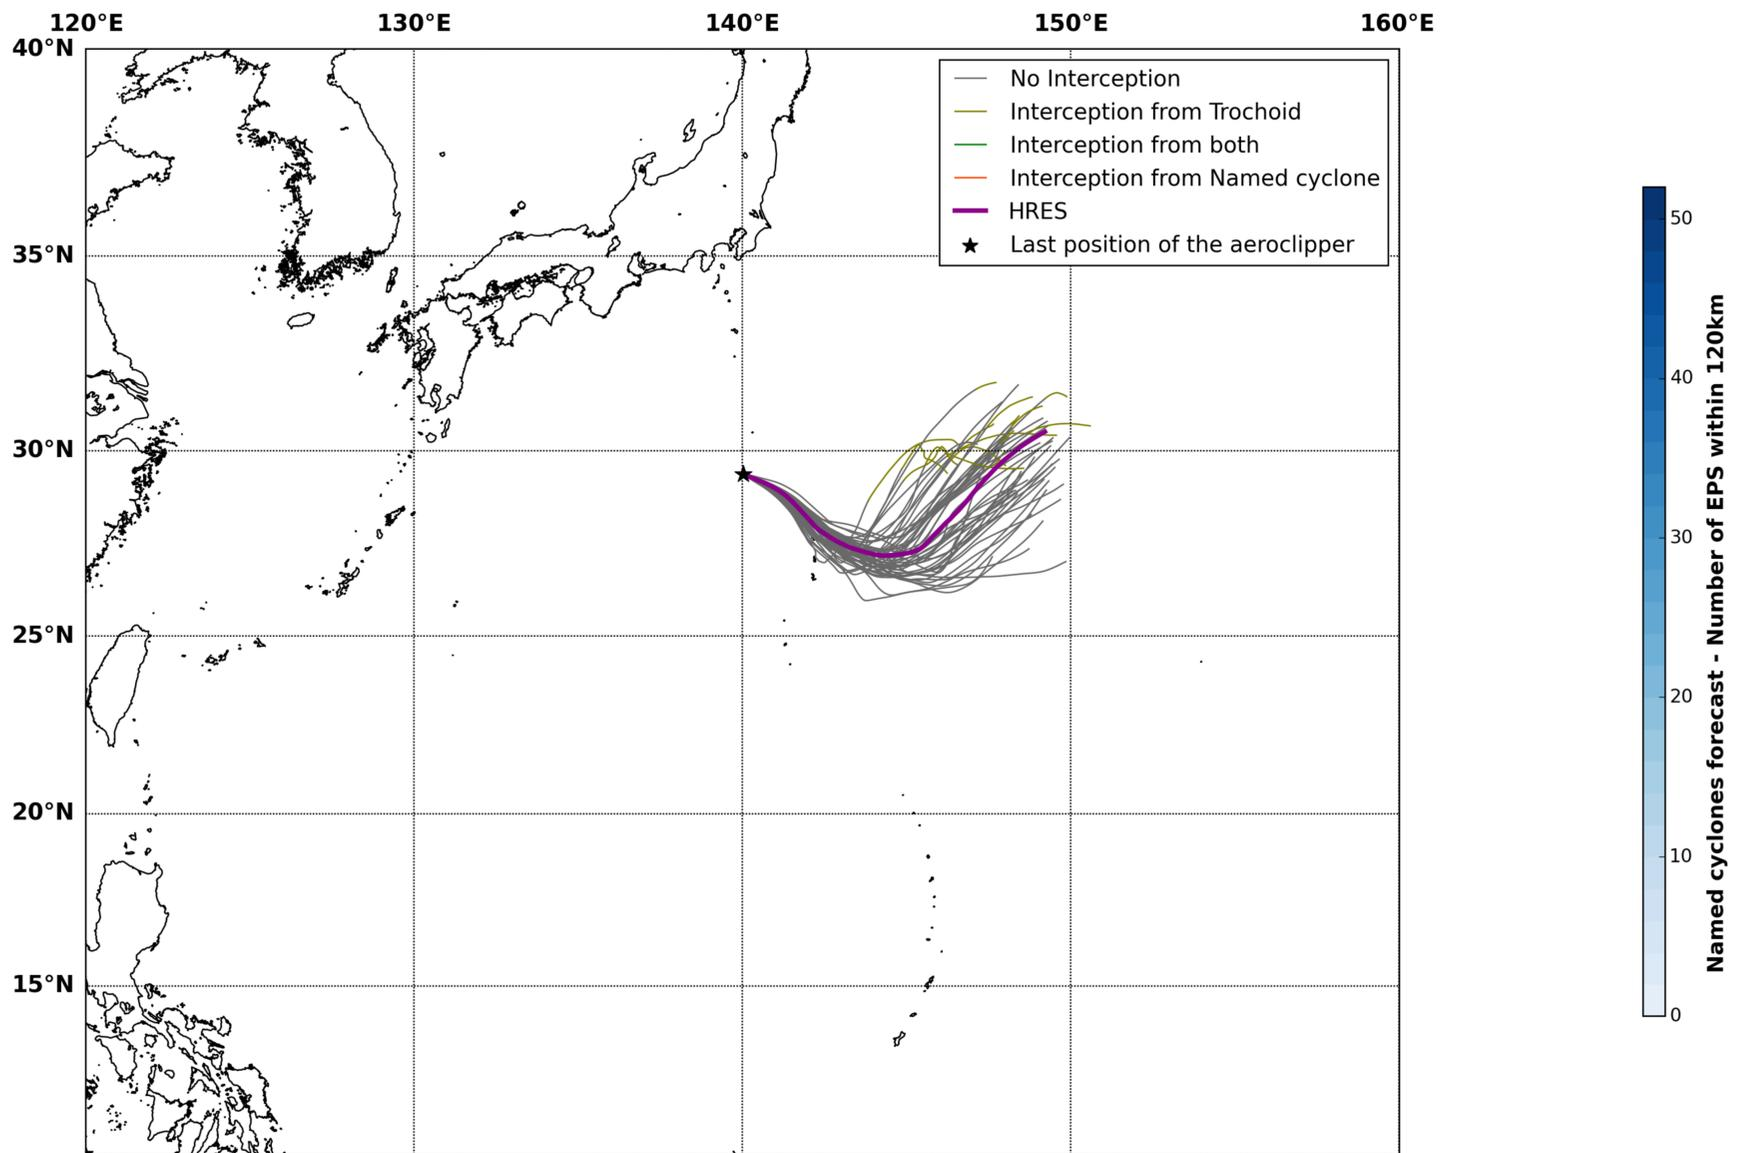 120°E 130°E 140°E 150°E 160°E
40°N
No Interception
Interception from Trochoid
Interception from both
Interception from Named cyclone
HRES
Last position of the aeroclipper
35°N
30°N
25°N
20°N
15°N
50
40
30
20
10
0
Named cyclones forecast - Number of EPS within 120km